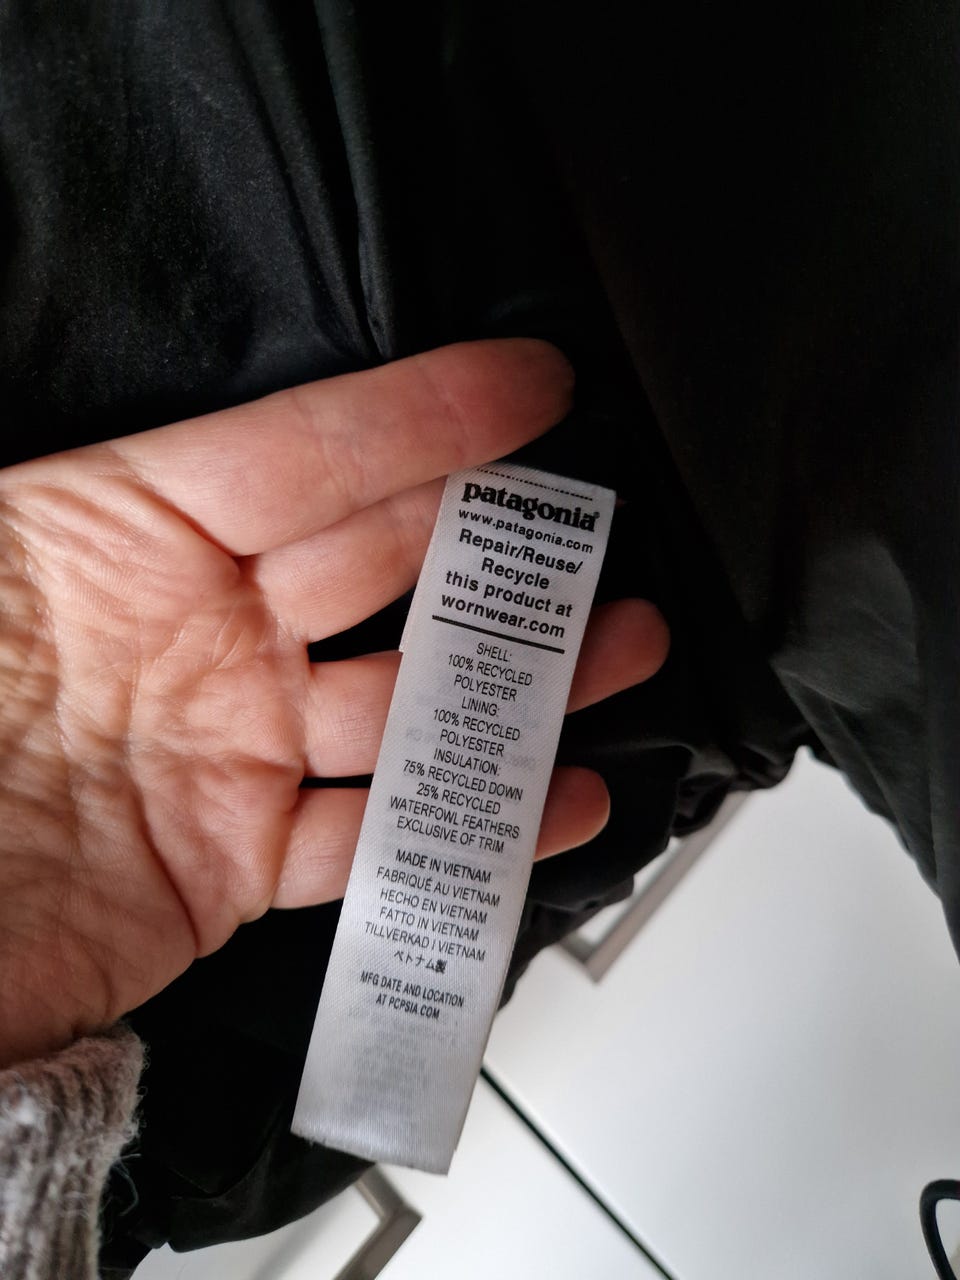 patagonia®
www.patagonia.com
Repair/Reuse/
Recycle
this product at
wornwear.com
SHELL:
100% RECYCLED
POLYESTER
LINING:
100% RECYCLED
POLYESTER
INSULATION:
75% RECYCLED DOWN
25% RECYCLED
WATERFOWL FEATHERS
EXCLUSIVE OF TRIM
MADE IN VIETNAM
FABRIQUÉ AU VIETNAM
HECHO EN VIETNAM
FATTO IN VIETNAM
TILLVERKAD I VIETNAM
ベトナム製
MFG DATE AND LOCATION
AT PCPSIA.COM